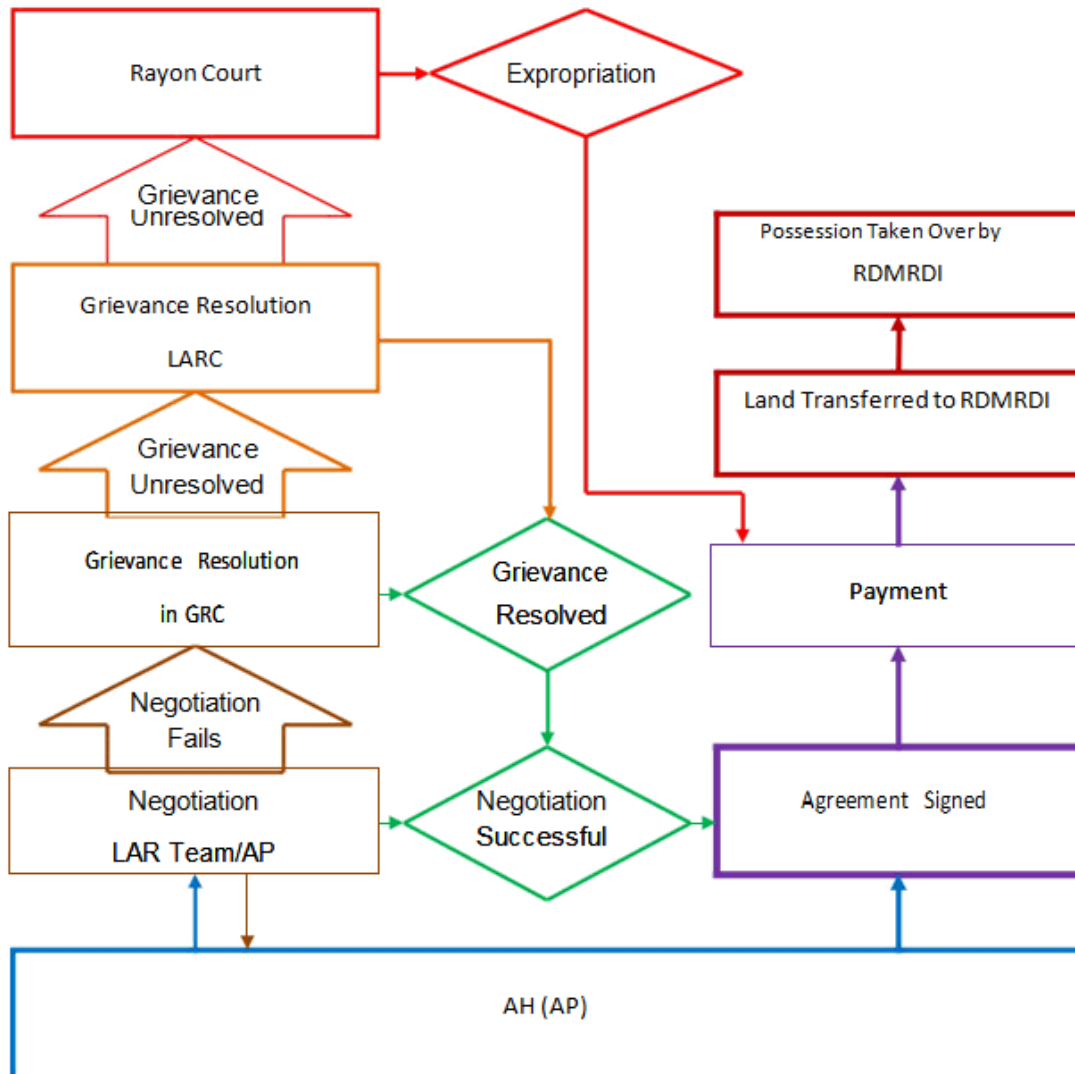 Rayon Court
Expropriation
Grievance
Unresolved
Possession Taken Over by
RDMRDI
Grievance Resolution
LARC
Land Transferred to RDMRDI
Grievance
Unresolved
Grievance Resolution
in GRC
Grievance
Resolved
Payment
Negotiation
Fails
Negotiation
LAR Team/AP
Negotiation
Successful
Agreement Signed
AH (AP)